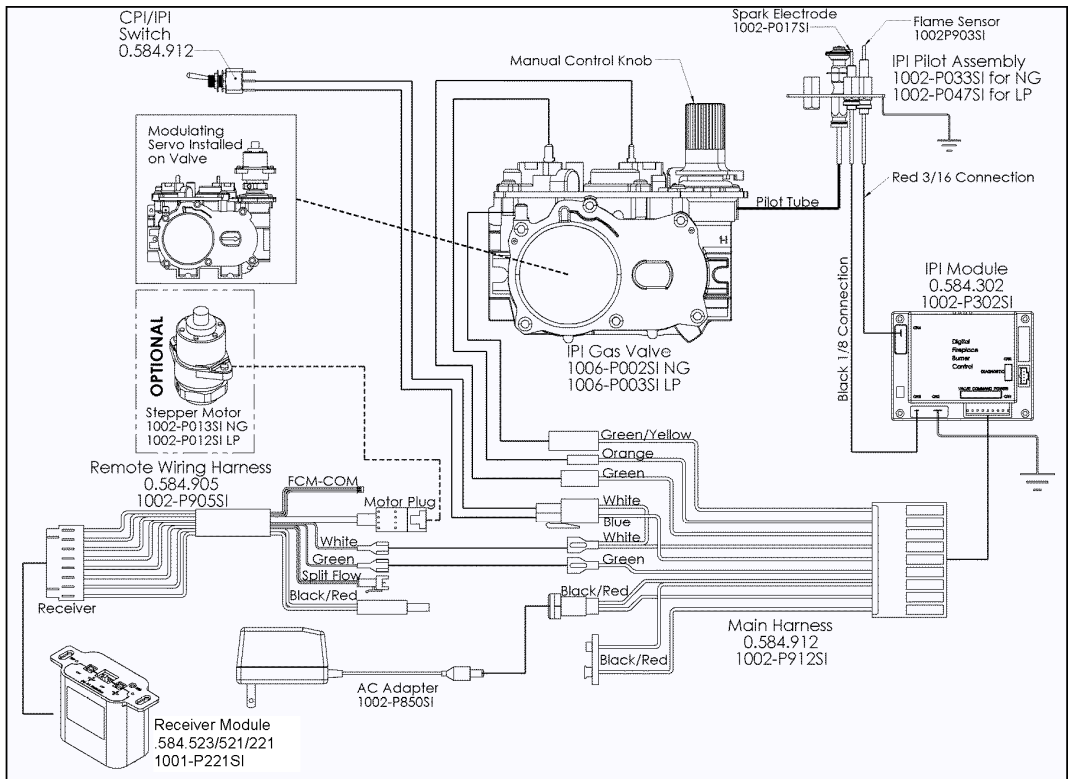 CPI/IPI
Switch
0.584.912
Spark Electrode
1002-P017SI
Flame Sensor
1002P903SI
Manual Control Knob
IPI Pilot Assembly
1002-P033SI for NG
1002-P047SI for LP
Modulating
Servo Installed
on Valve
Red 3/16 Connection
Pilot Tube
Black 1/8 Connection
IPI Module
0.584.302
1002-P302SI
Digital
Fireplace
Burner
Control
DIAGNOSTIC
VALVE COMMAND POWER
OPTIONAL
Stepper Motor
1002-P013SI NG
1002-P012SI LP
IPI Gas Valve
1006-P002SI NG
1006-P003SI LP
Green/Yellow
Orange
Green
White
Blue
White
Green
Remote Wiring Harness
0.584.905
1002-P905SI
FCM-COM
Motor Plug
White
Green
Split Flow
Black/Red
Receiver
Black/Red
Black/Red
Main Harness
0.584.912
1002-P912SI
AC Adapter
1002-P850SI
Receiver Module
.584.523/521/221
1001-P221SI